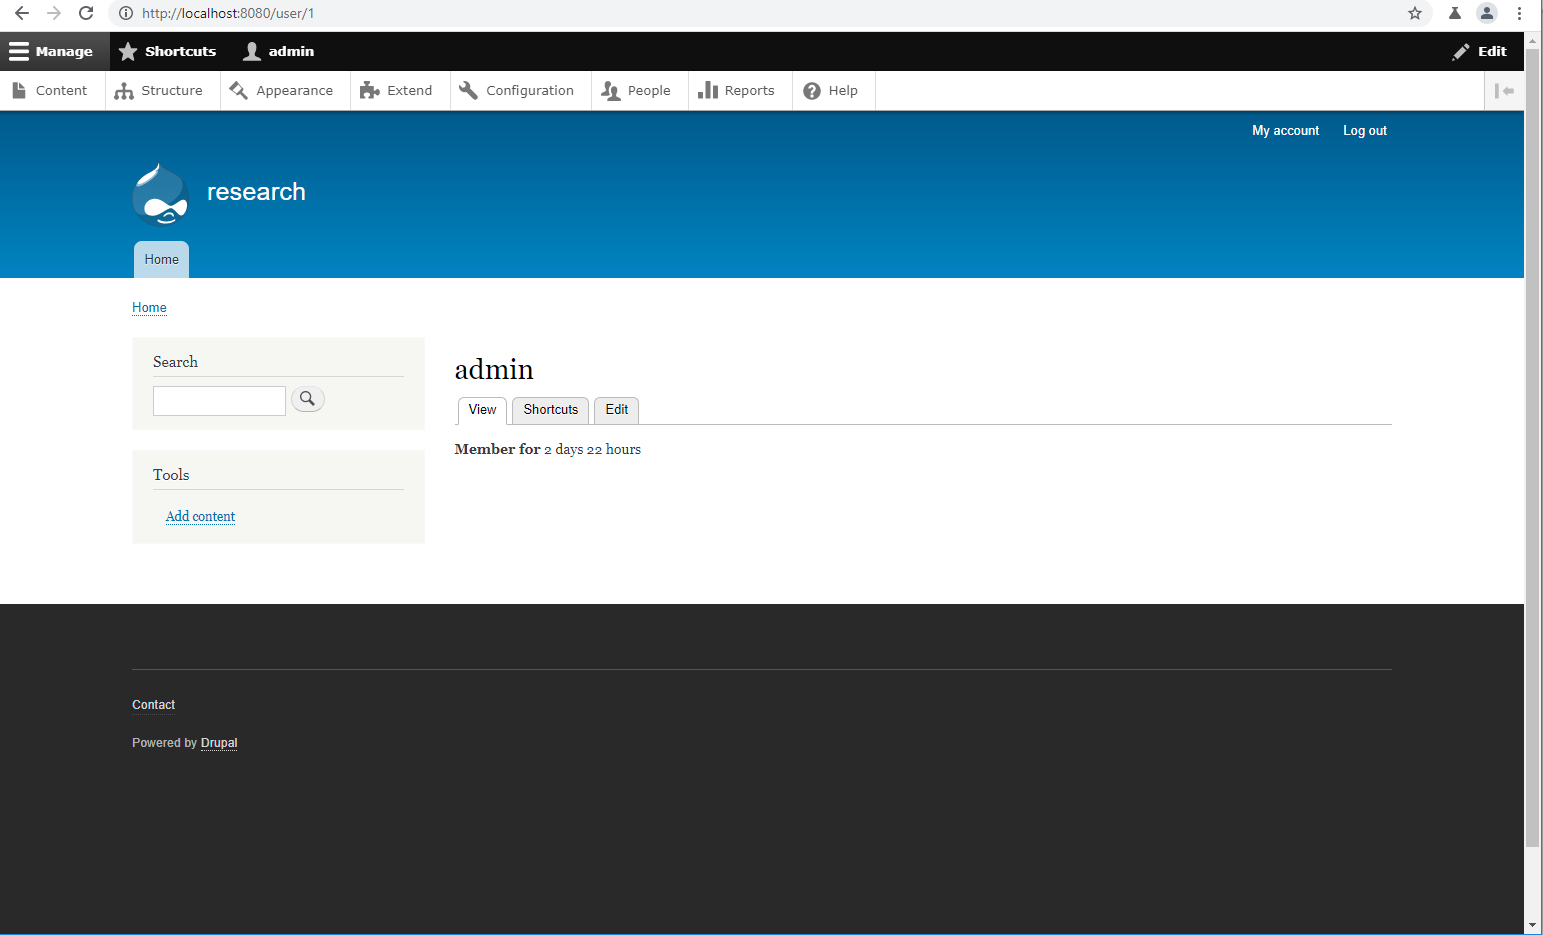 http://localhost:8080/user/1
Manage Shortcuts admin Edit
Content Structure Appearance Extend Configuration People Reports Help
My account Log out
research
Home
Home
Search
Tools
Add content
admin
View Shortcuts Edit
Member for 2 days 22 hours
Contact
Powered by Drupal